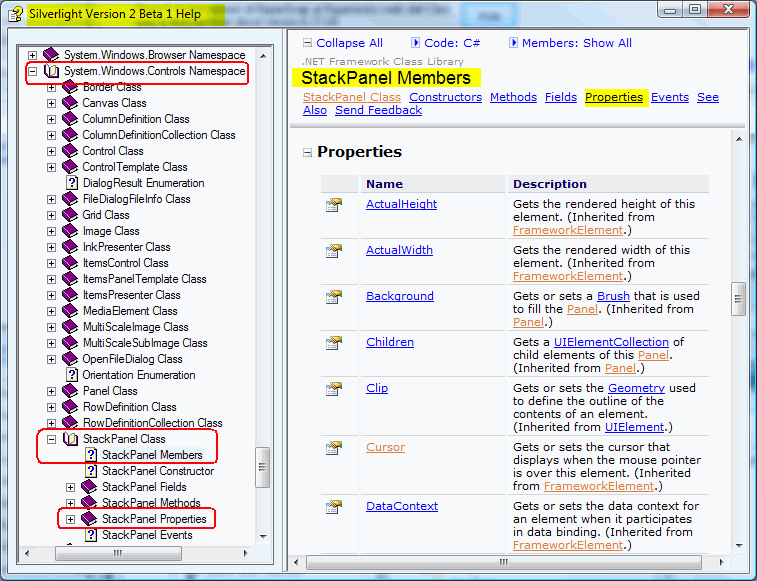 Silverlight Version 2 Beta 1 Help
System.Windows.Browser Namespace
System.Windows.Controls Namespace
Border Class
Canvas Class
ColumnDefinition Class
ColumnDefinitionCollection Class
Control Class
ControlTemplate Class
DialogResult Enumeration
FileDialogFileInfo Class
Grid Class
Image Class
InkPresenter Class
ItemsControl Class
ItemsPanelTemplate Class
ItemsPresenter Class
MediaElement Class
MultiScaleImage Class
MultiScaleSubImage Class
OpenFileDialog Class
Orientation Enumeration
Panel Class
RowDefinition Class
RowDefinitionCollection Class
StackPanel Class
StackPanel Members
StackPanel Constructor
StackPanel Fields
StackPanel Methods
StackPanel Properties
StackPanel Events
Collapse All Code: C# Members: Show All
.NET Framework Class Library
StackPanel Members
StackPanel Class Constructors Methods Fields Properties Events See
Also Send Feedback
Properties
Name Description
ActualHeight Gets the rendered height of this
element. (Inherited from
FrameworkElement.)
ActualWidth Gets the rendered width of this
element. (Inherited from
FrameworkElement.)
Background Gets or sets a Brush that is used
to fill the Panel. (Inherited from
Panel.)
Children Gets a UIElementCollection of
child elements of this Panel.
(Inherited from Panel.)
Clip Gets or sets the Geometry used
to define the outline of the
contents of an element.
(Inherited from UIElement.)
Cursor Gets or sets the cursor that
displays when the mouse pointer
is over this element. (Inherited
from FrameworkElement.)
DataContext Gets or sets the data context for
an element when it participates
in data binding. (Inherited from
FrameworkElement.)